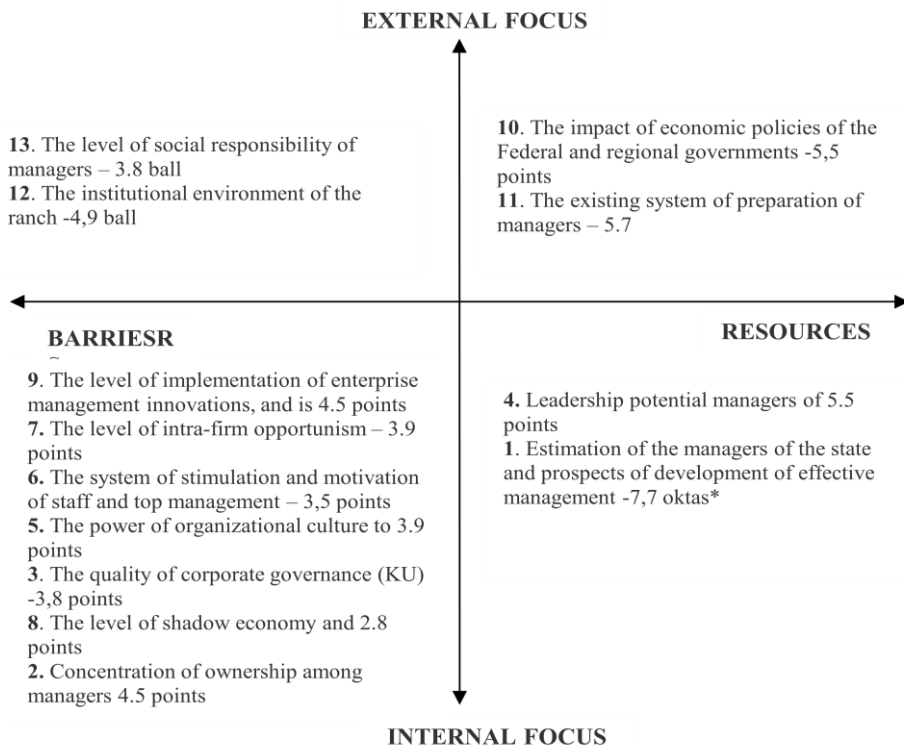 EXTERNAL FOCUS
13. The level of social responsibility of
managers – 3.8 ball
12. The institutional environment of the
ranch -4,9 ball
10. The impact of economic policies of the
Federal and regional governments -5,5
points
11. The existing system of preparation of
managers – 5.7
BARRIESR
RESOURCES
~
9. The level of implementation of enterprise
management innovations, and is 4.5 points
7. The level of intra-firm opportunism – 3.9
points
6. The system of stimulation and motivation
of staff and top management – 3,5 points
5. The power of organizational culture to 3.9
points
3. The quality of corporate governance (KU)
-3,8 points
8. The level of shadow economy and 2.8
points
2. Concentration of ownership among
managers 4.5 points
4. Leadership potential managers of 5.5
points
1. Estimation of the managers of the state
and prospects of development of effective
management -7,7 oktas*
INTERNAL FOCUS